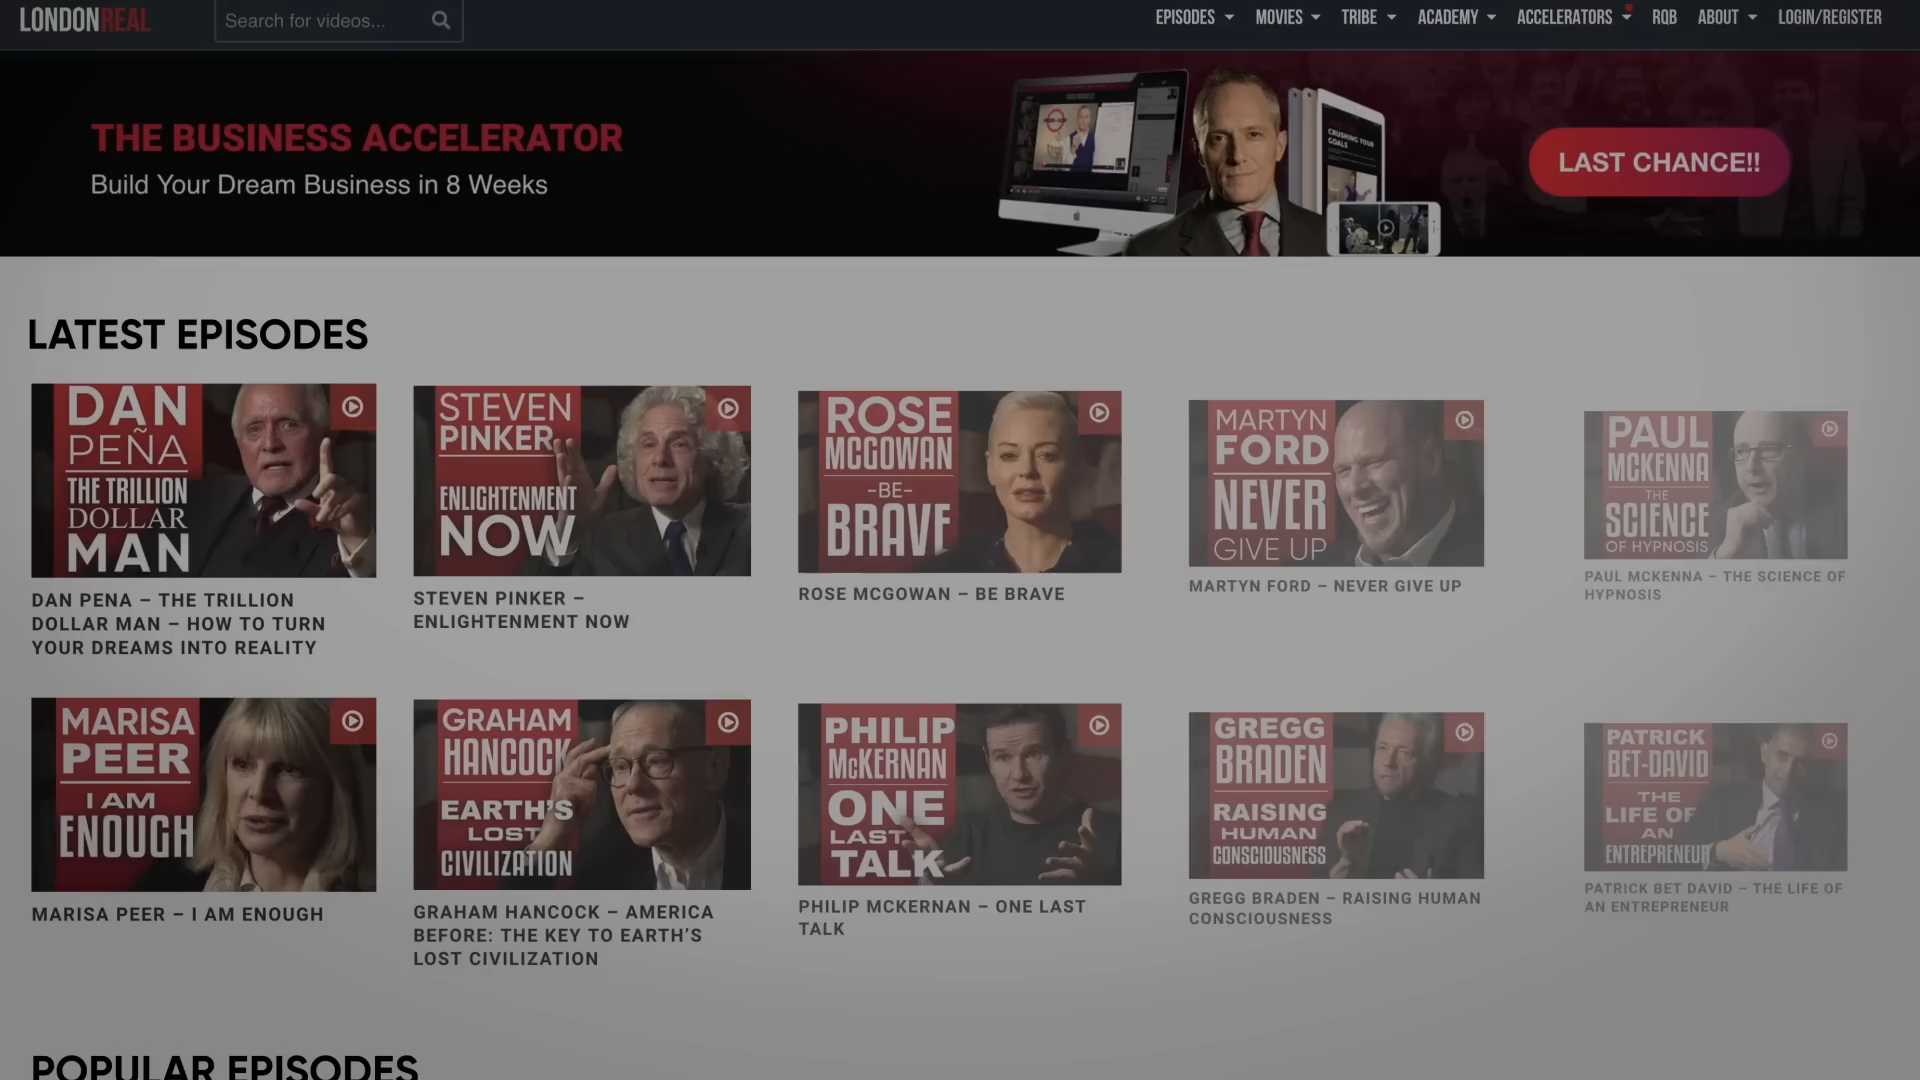 LONDONREAL
Search for videos...
EPISODES
MOVIES
TRIBE
ACADEMY
ACCELERATORS
RQB
ABOUT
LOGIN/REGISTER
THE BUSINESS ACCELERATOR
Build Your Dream Business in 8 Weeks
CRUSHING YOUR
GOALS
LAST CHANCE!!
LATEST EPISODES
DAN
PEÑA
THE TRILLION
DOLLAR
MAN
DAN PENA – THE TRILLION
DOLLAR MAN – HOW TO TURN
YOUR DREAMS INTO REALITY
STEVEN
PINKER
ENLIGHTENMENT
NOW
STEVEN PINKER –
ENLIGHTENMENT NOW
ROSE
MCGOWAN
-BE-
BRAVE
ROSE MCGOWAN – BE BRAVE
MARTYN
FORD
NEVER
GIVE UP
MARTYN FORD – NEVER GIVE UP
PAUL
MCKENNA
THE
SCIENCE
OF HYPNOSIS
PAUL MCKENNA – THE SCIENCE OF
HYPNOSIS
MARISA
PEER
I AM
ENOUGH
MARISA PEER – I AM ENOUGH
GRAHAM
HANCOCK
EARTH'S
LOST
CIVILIZATION
GRAHAM HANCOCK – AMERICA
BEFORE: THE KEY TO EARTH'S
LOST CIVILIZATION
PHILIP
McKERNAN
ONE
LAST
TALK
PHILIP MCKERNAN – ONE LAST
TALK
GREGG
BRADEN
RAISING
HUMAN
CONSCIOUSNESS
GREGG BRADEN – RAISING HUMAN
CONSCIOUSNESS
PATRICK
BET-DAVID
THE
LIFE OF
AN
ENTREPRENEUR
PATRICK BET DAVID – THE LIFE OF
AN ENTREPRENEUR
POPULAR EPISODES